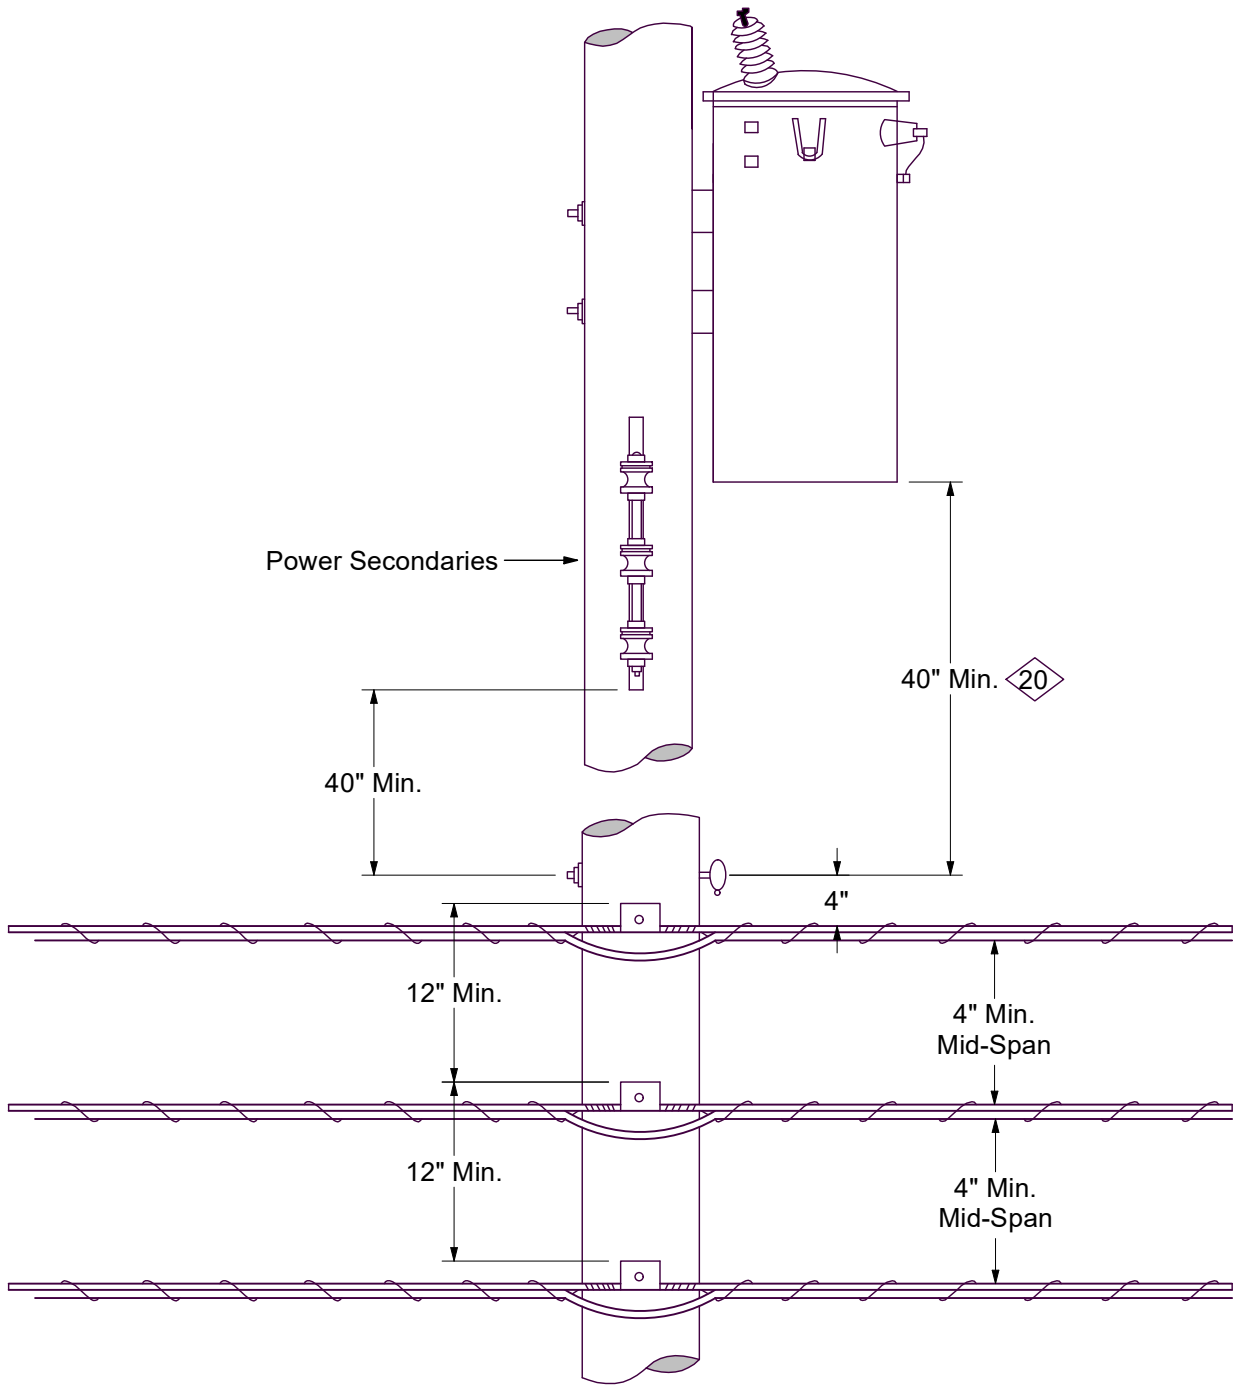 Power Secondaries
40" Min.
20
40" Min.
4"
12" Min.
4" Min.
Mid-Span
12" Min.
4" Min.
Mid-Span